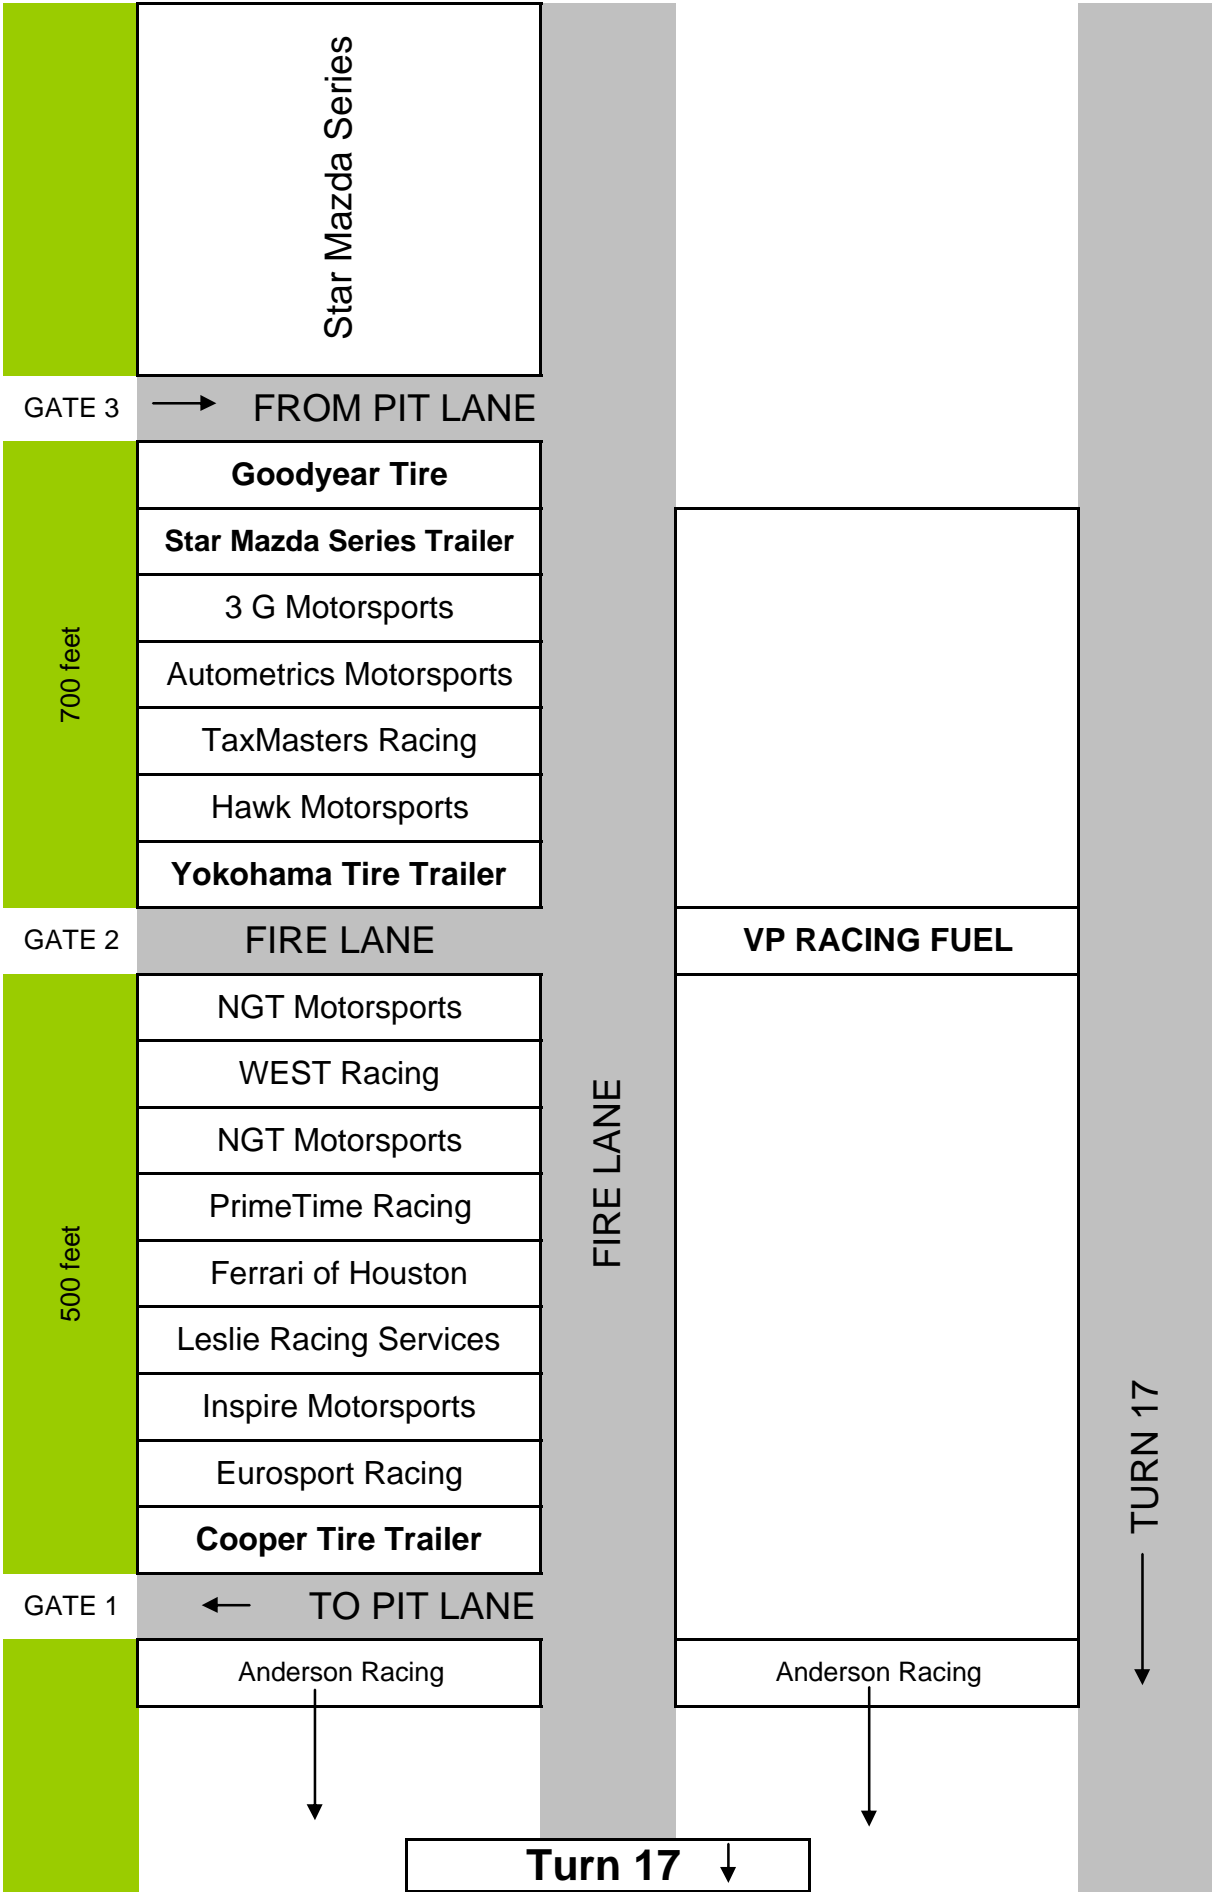 Star Mazda Series
GATE 3
FROM PIT LANE
Goodyear Tire
Star Mazda Series Trailer
3 G Motorsports
Autometrics Motorsports
TaxMasters Racing
Hawk Motorsports
Yokohama Tire Trailer
700 feet
GATE 2
FIRE LANE
VP RACING FUEL
NGT Motorsports
WEST Racing
NGT Motorsports
PrimeTime Racing
Ferrari of Houston
Leslie Racing Services
Inspire Motorsports
Eurosport Racing
Cooper Tire Trailer
500 feet
FIRE LANE
TURN 17
GATE 1
TO PIT LANE
Anderson Racing
Anderson Racing
Turn 17